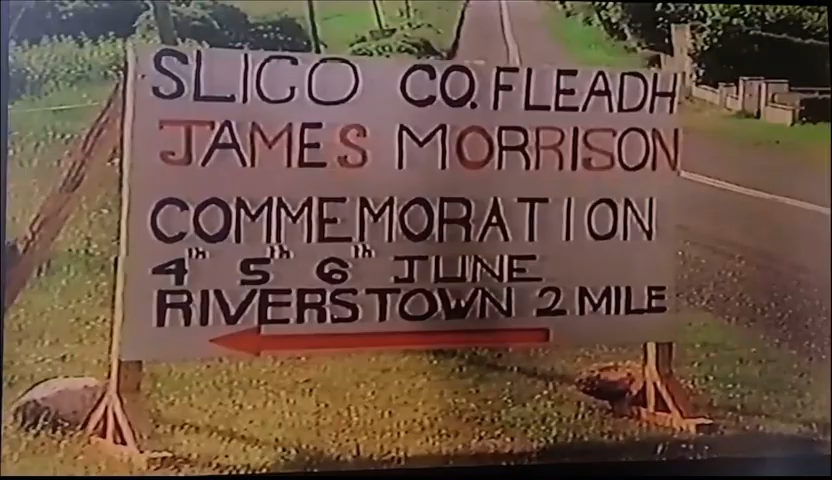 SLIGO CO. FLEADH
JAMES MORRISON
COMMEMORATION
4th 5th 6th JUNE
RIVERSTOWN 2 MILE